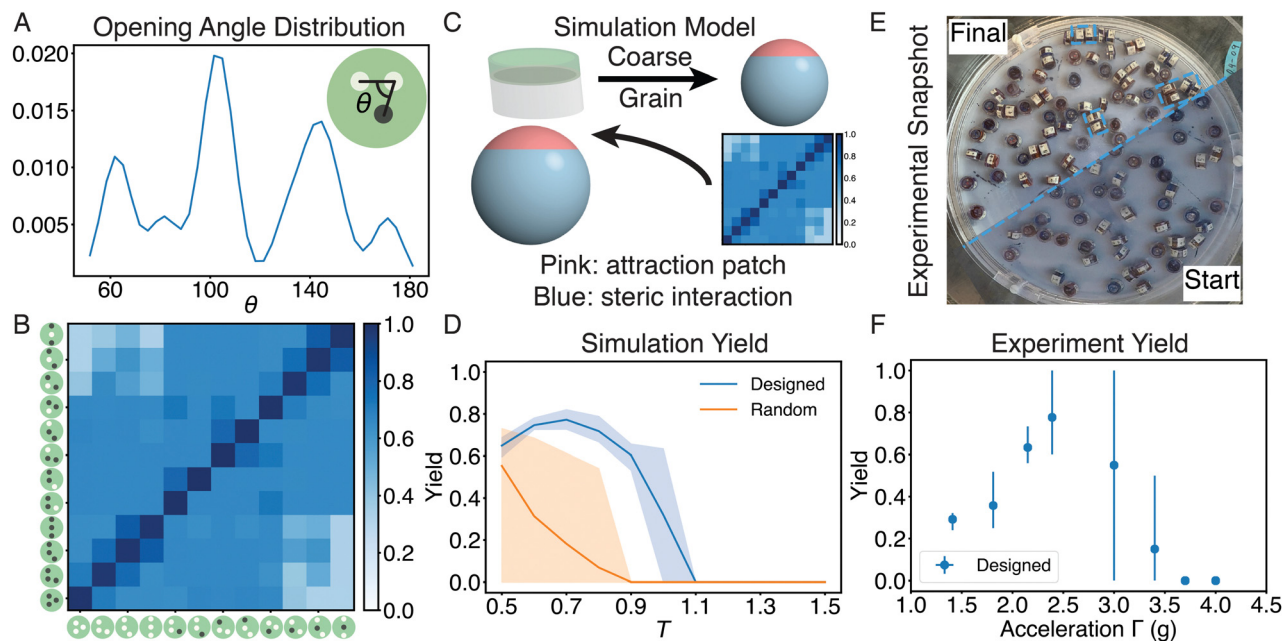 A
Opening Angle Distribution
0.020
0.015
0.010
0.005
θ
60
100
140
180
θ
B
1.0
0.8
0.6
0.4
0.2
0.0
C
Simulation Model
Coarse
Grain
1.0
0.8
0.6
0.4
0.2
0.0
Pink: attraction patch
Blue: steric interaction
D
Simulation Yield
Yield
1.0
0.8
0.6
0.4
0.2
0.0
Designed
Random
0.5
0.7
0.9
1.1
1.3
1.5
T
E
Experimental Snapshot
Final
Start
F
Experiment Yield
Yield
1.0
0.8
0.6
0.4
0.2
0.0
Designed
1.0
1.5
2.0
2.5
3.0
3.5
4.0
4.5
Acceleration Γ (g)